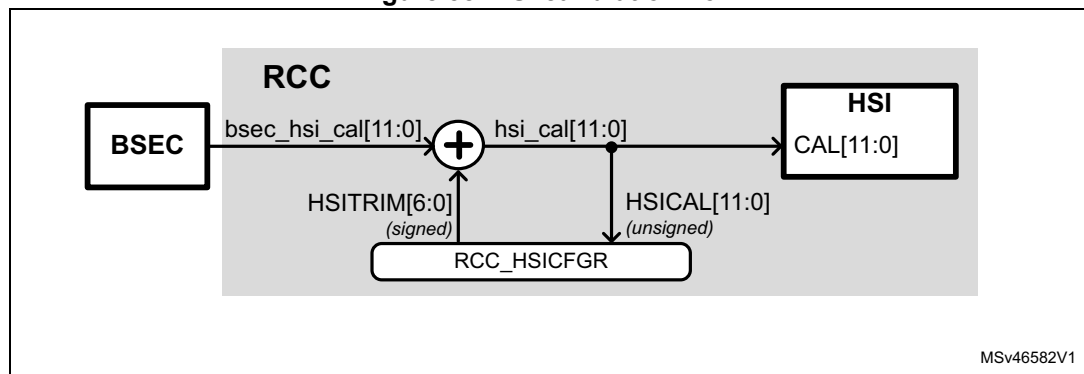 RCC
HSI
BSEC
bsec_hsi_cal[11:0]
hsi_cal[11:0]
CAL[11:0]
HSITRIM[6:0]
(signed)
HSICAL[11:0]
(unsigned)
RCC_HSICFGR
MSv46582V1